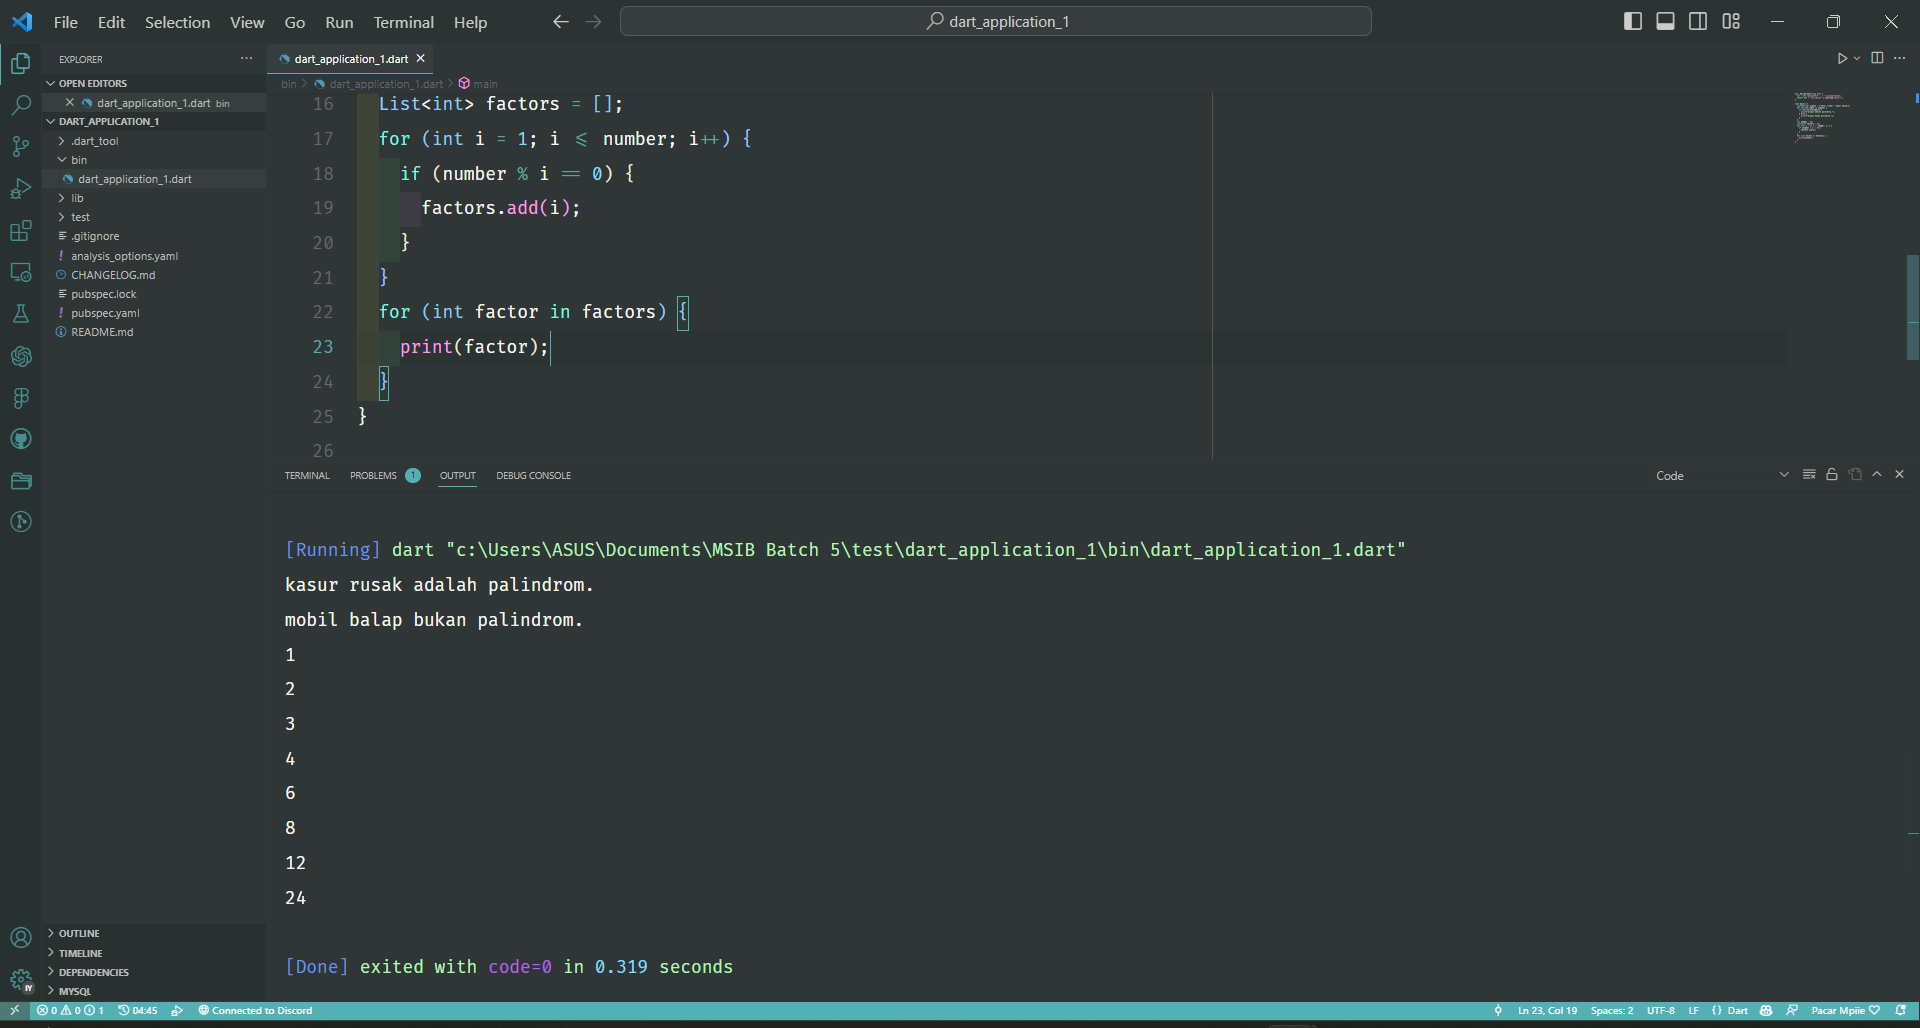 File Edit Selection View Go Run Terminal Help
dart_application_1
EXPLORER
OPEN EDITORS
dart_application_1.dart bin
DART_APPLICATION_1
.dart_tool
bin
dart_application_1.dart
lib
test
.gitignore
analysis_options.yaml
CHANGELOG.md
pubspec.lock
pubspec.yaml
README.md
OUTLINE
TIMELINE
DEPENDENCIES
MYSQL
dart_application_1.dart
bin > dart_application_1.dart > main
16 List<int> factors = [];
17 for (int i = 1; i <= number; i++) {
18 if (number % i == 0) {
19 factors.add(i);
20 }
21 }
22 for (int factor in factors) {
23 print(factor);
24 }
25 }
26
TERMINAL PROBLEMS 1 OUTPUT DEBUG CONSOLE
Code
[Running] dart "c:\Users\ASUS\Documents\MSIB Batch 5\test\dart_application_1\bin\dart_application_1.dart"
kasur rusak adalah palindrom.
mobil balap bukan palindrom.
1
2
3
4
6
8
12
24
[Done] exited with code=0 in 0.319 seconds
IY
0 0 1 04:45 Connected to Discord
Ln 23, Col 19 Spaces: 2 UTF-8 LF {} Dart Pacar Mpiie